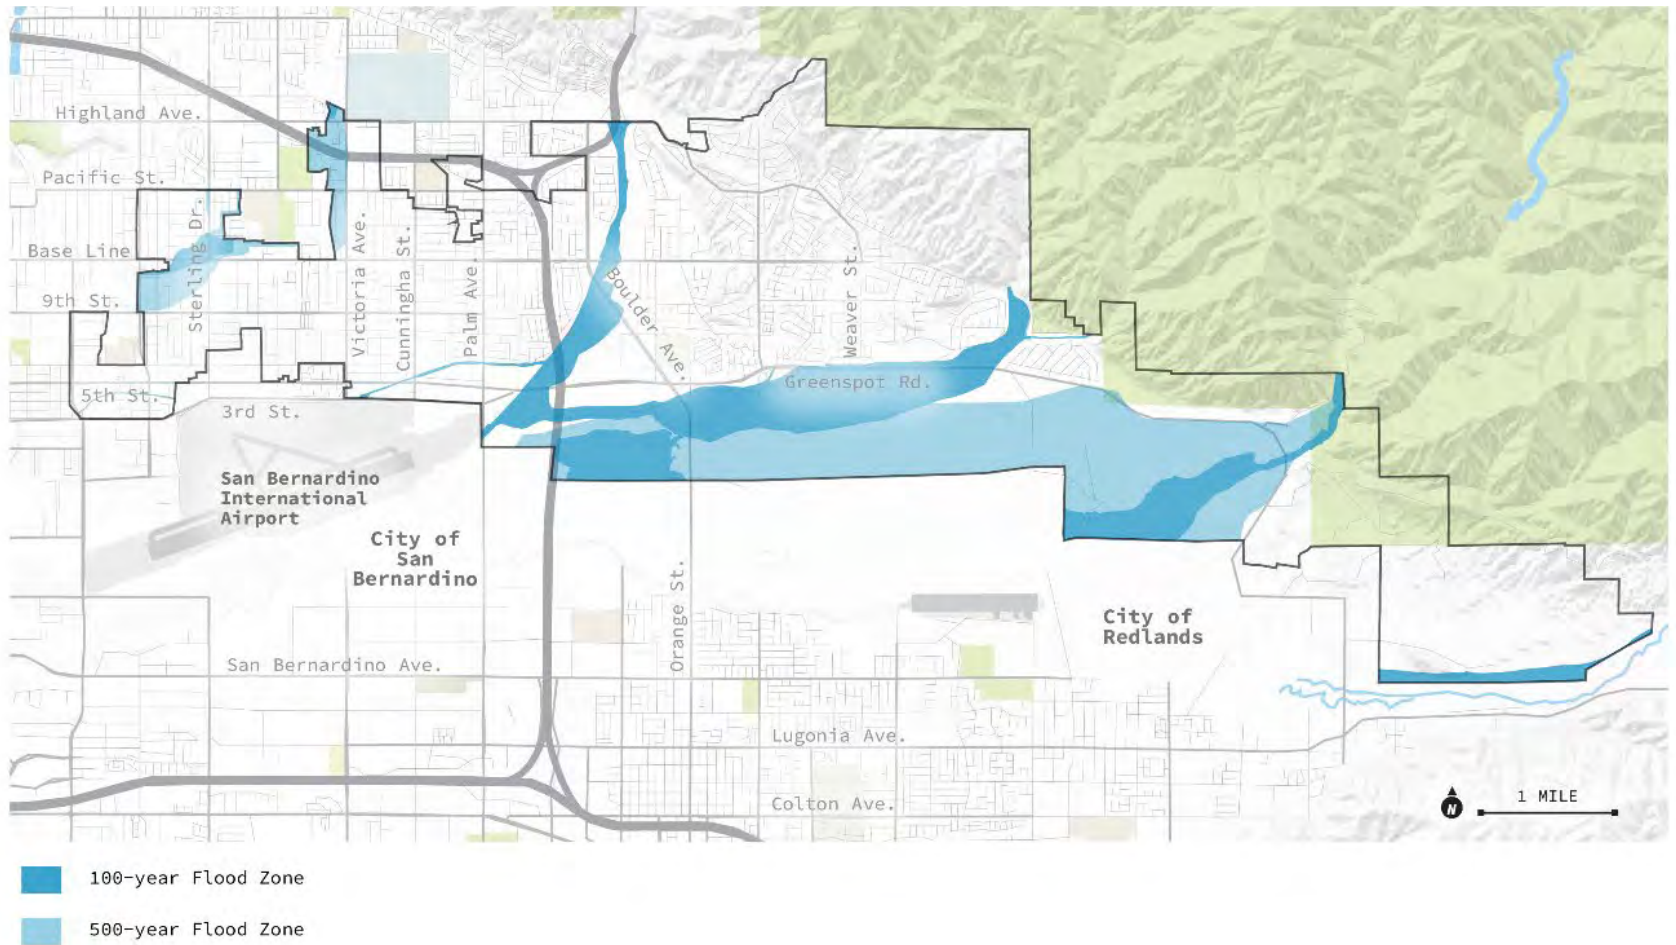 Highland Ave.
Pacific St.
Sterling Dr.
Base Line
Victoria Ave.
Cunningha St.
Palm Ave.
Boulder Ave.
Weaver St.
9th St.
5th St.
3rd St.
Greenspot Rd.
San Bernardino
International
Airport
City of
San
Bernardino
Orange St.
City of
Redlands
San Bernardino Ave.
Lugonia Ave.
Colton Ave.
N
1 MILE
100-year Flood Zone
500-year Flood Zone